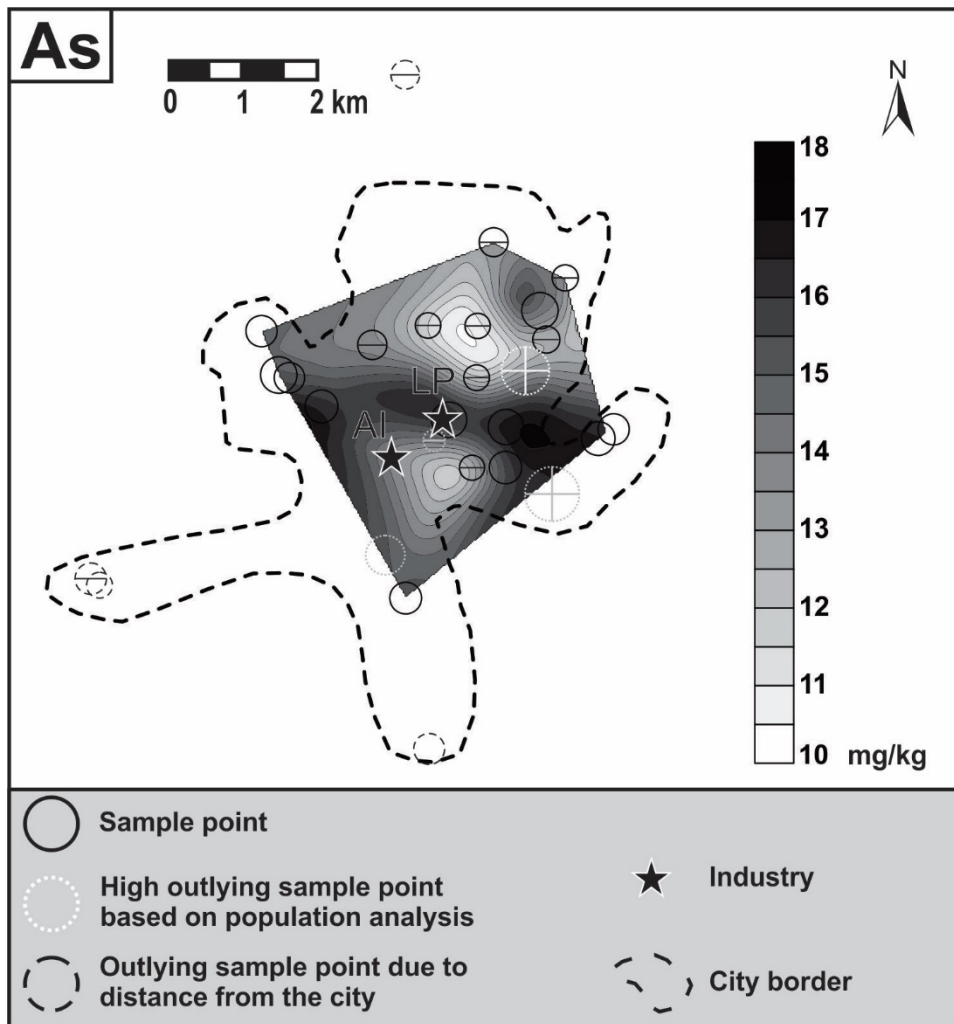 As
0 1 2 km
N
18
17
16
15
14
13
12
11
10 mg/kg
LP
AI
Sample point
High outlying sample point
based on population analysis
Outlying sample point due to
distance from the city
Industry
City border